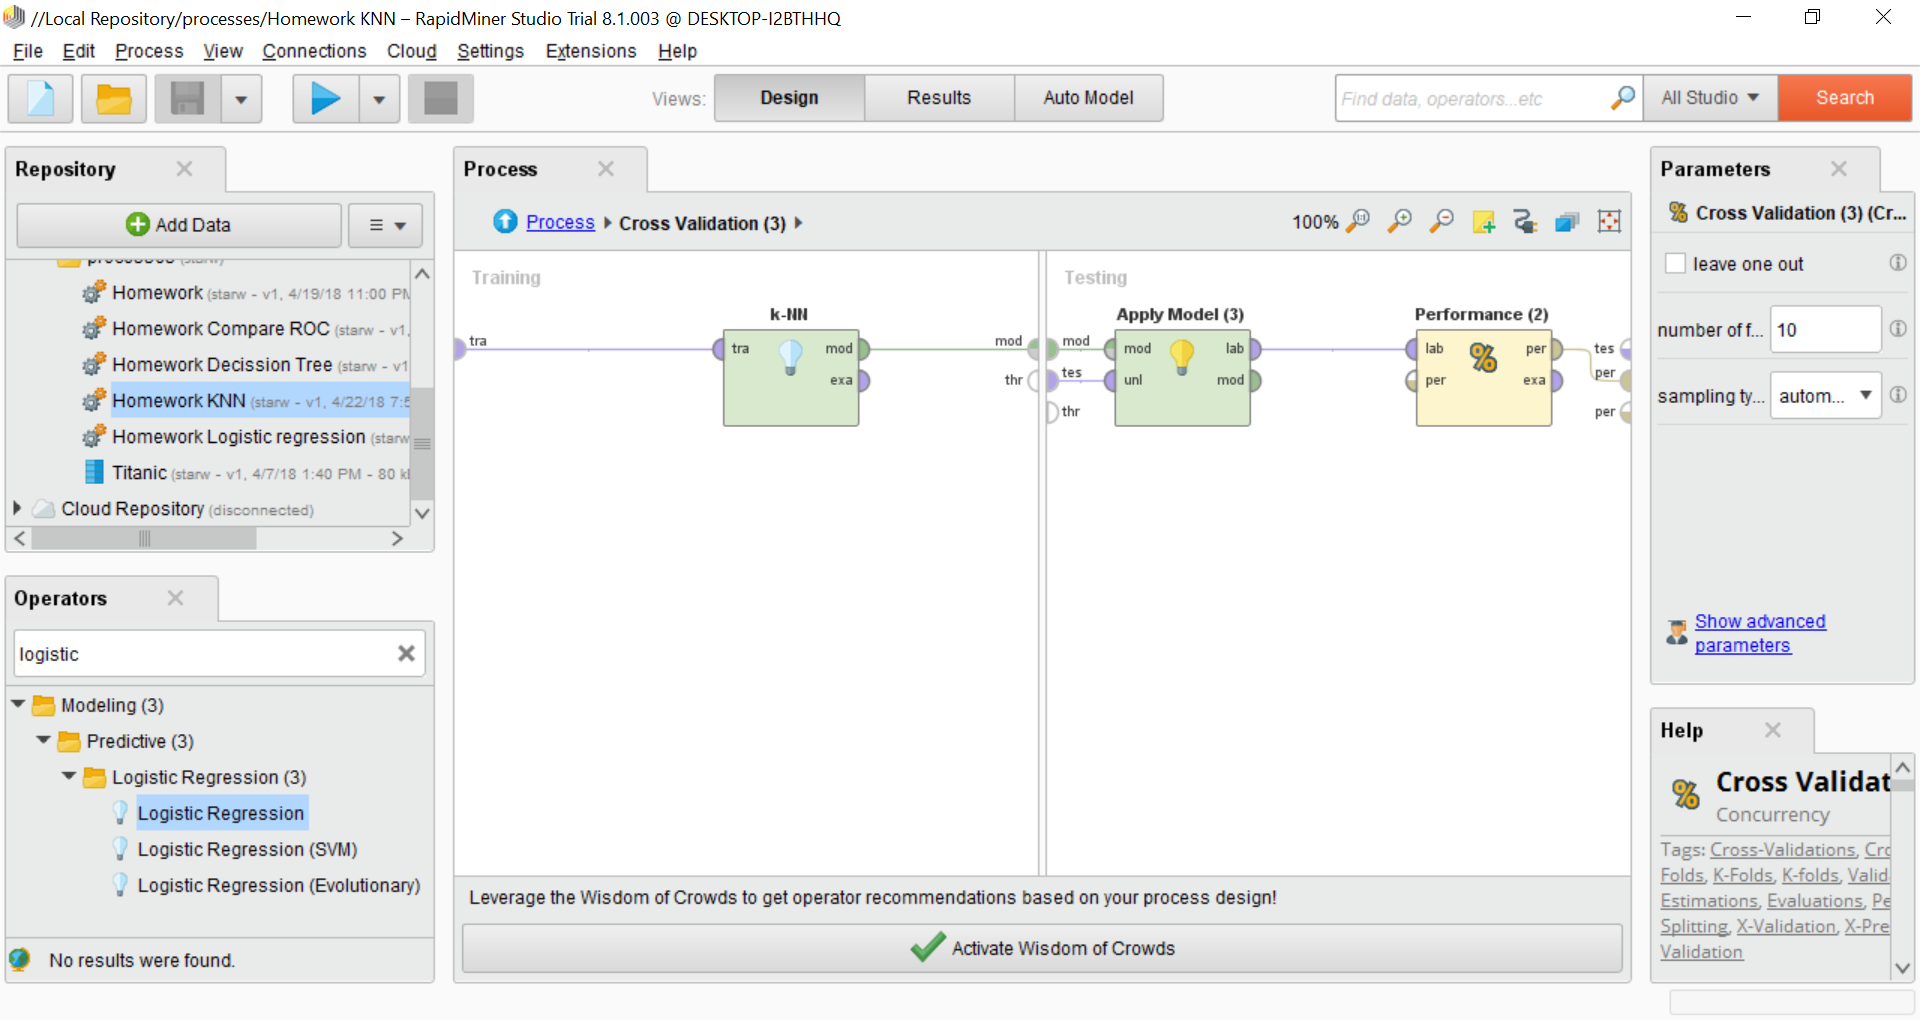 //Local Repository/processes/Homework KNN – RapidMiner Studio Trial 8.1.003 @ DESKTOP-I2BTHHQ
File Edit Process View Connections Cloud Settings Extensions Help
Views: Design Results Auto Model
Find data, operators...etc All Studio Search
Repository
Add Data
processes (starw)
Homework (starw - v1, 4/19/18 11:00 PM
Homework Compare ROC (starw - v1,
Homework Decission Tree (starw - v1
Homework KNN (starw - v1, 4/22/18 7:5
Homework Logistic regression (starw
Titanic (starw - v1, 4/7/18 1:40 PM - 80 k
Cloud Repository (disconnected)
Operators
logistic
Modeling (3)
Predictive (3)
Logistic Regression (3)
Logistic Regression
Logistic Regression (SVM)
Logistic Regression (Evolutionary)
No results were found.
Process
Process Cross Validation (3)
100%
Training
k-NN
tra
tra mod
exa
mod
thr
Testing
Apply Model (3)
Performance (2)
mod
tes
thr
mod lab
unl mod
lab per
per exa
tes
per
per
Leverage the Wisdom of Crowds to get operator recommendations based on your process design!
Activate Wisdom of Crowds
Parameters
Cross Validation (3) (Cr...
leave one out
number of f... 10
sampling ty... autom...
Show advanced
parameters
Help
Cross Validat
Concurrency
Tags: Cross-Validations, Crc
Folds, K-Folds, K-folds, Valid
Estimations, Evaluations, Pe
Splitting, X-Validation, X-Pre
Validation